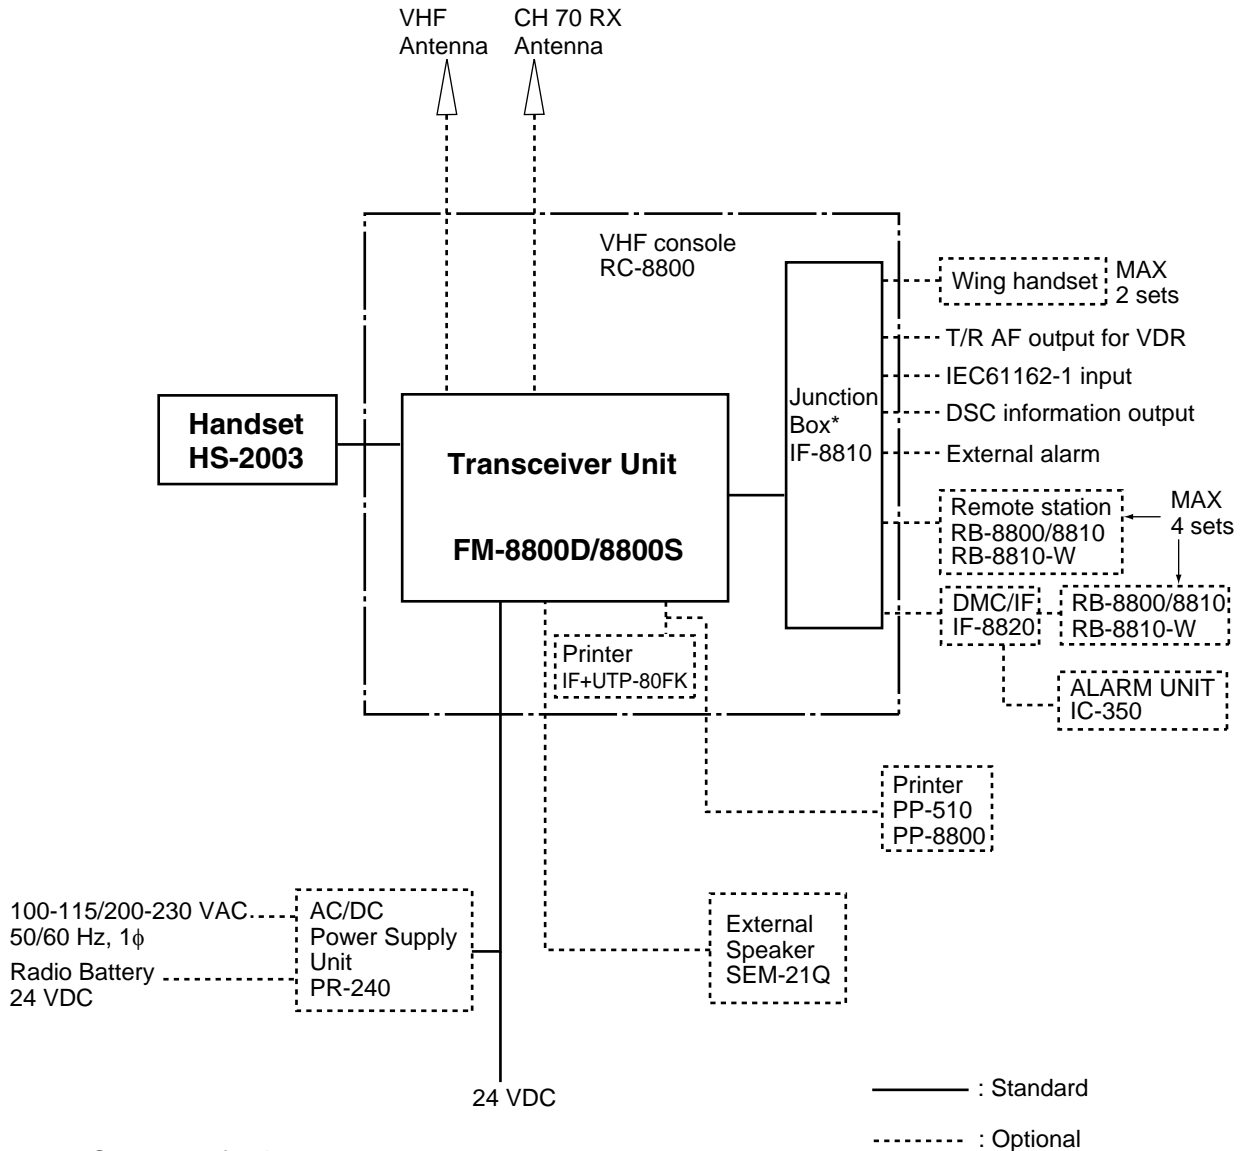 VHF
Antenna
CH 70 RX
Antenna
VHF console
RC-8800
Wing handset
MAX
2 sets
T/R AF output for VDR
IEC61162-1 input
DSC information output
External alarm
Junction
Box*
IF-8810
Handset
HS-2003
Transceiver Unit
FM-8800D/8800S
Remote station
RB-8800/8810
RB-8810-W
MAX
4 sets
DMC/IF
IF-8820
RB-8800/8810
RB-8810-W
ALARM UNIT
IC-350
Printer
IF+UTP-80FK
Printer
PP-510
PP-8800
External
Speaker
SEM-21Q
100-115/200-230 VAC
50/60 Hz, 1ϕ
Radio Battery
24 VDC
AC/DC
Power Supply
Unit
PR-240
24 VDC
: Standard
: Optional